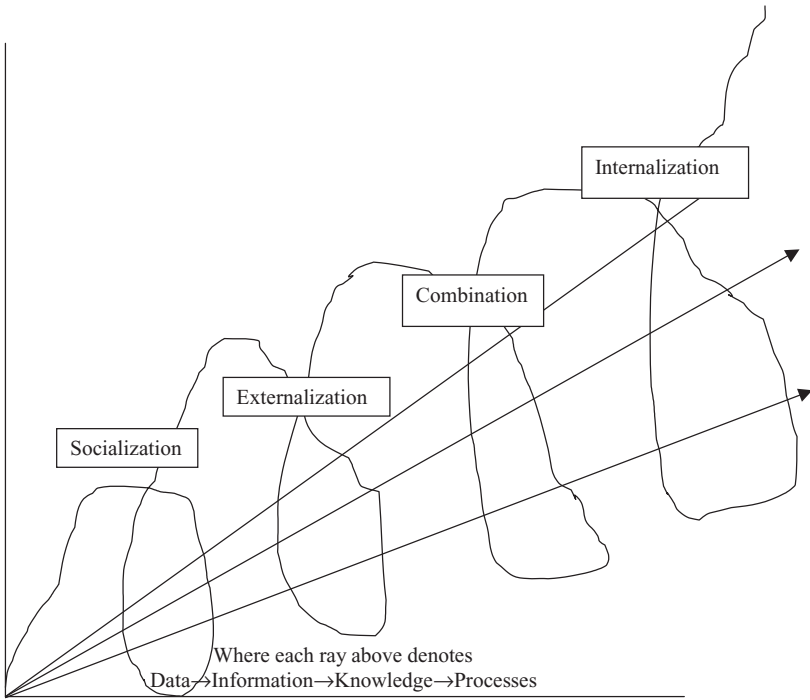 Internalization
Combination
Externalization
Socialization
Where each ray above denotes
Data→Information→Knowledge→Processes